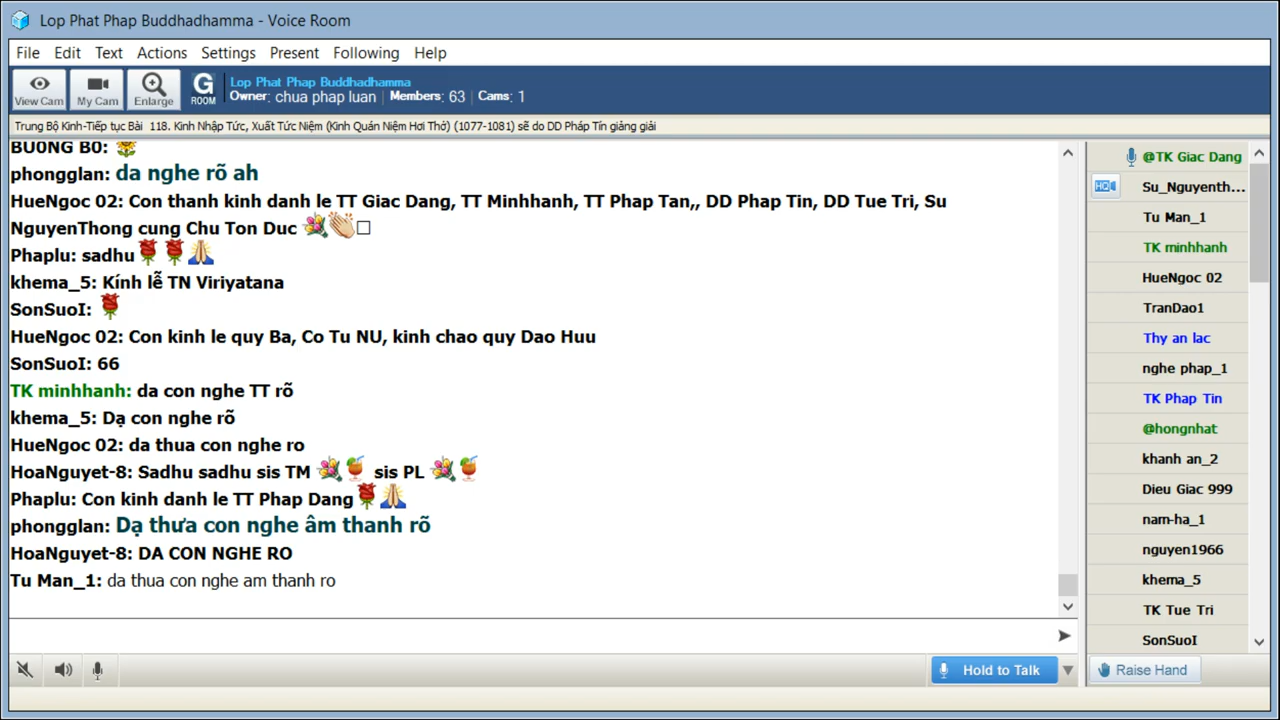 Lop Phat Phap Buddhadhamma - Voice Room
File Edit Text Actions Settings Present Following Help
View Cam My Cam Enlarge G ROOM
Lop Phat Phap Buddhadhamma
Owner: chua phap luan | Members: 63 | Cams: 1
Trung Bộ Kinh-Tiếp tục Bài 118. Kinh Nhập Tức, Xuất Tức Niệm (Kinh Quán Niệm Hơi Thở) (1077-1081) sẽ do DD Pháp Tín giảng giải
BU0NG B0: 🌼
phongglan: da nghe rõ ah
HueNgoc 02: Con thanh kinh danh le TT Giac Dang, TT Minhhanh, TT Phap Tan,, DD Phap Tin, DD Tue Tri, Su
NguyenThong cung Chu Ton Duc 💐👏□
Phaplu: sadhu🌹🌹🙏
khema_5: Kính lễ TN Viriyatana
SonSuoI: 🌹
HueNgoc 02: Con kinh le quy Ba, Co Tu NU, kinh chao quy Dao Huu
SonSuoI: 66
TK minhhanh: da con nghe TT rõ
khema_5: Dạ con nghe rõ
HueNgoc 02: da thua con nghe ro
HoaNguyet-8: Sadhu sadhu sis TM 💐🍹 sis PL 💐🍹
Phaplu: Con kinh danh le TT Phap Dang🌹🙏
phongglan: Dạ thưa con nghe âm thanh rõ
HoaNguyet-8: DA CON NGHE RO
Tu Man_1: da thua con nghe am thanh ro
Hold to Talk
@TK Giac Dang
HQ Su_Nguyenth...
Tu Man_1
TK minhhanh
HueNgoc 02
TranDao1
Thy an lac
nghe phap_1
TK Phap Tin
@hongnhat
khanh an_2
Dieu Giac 999
nam-ha_1
nguyen1966
khema_5
TK Tue Tri
SonSuoI
Raise Hand